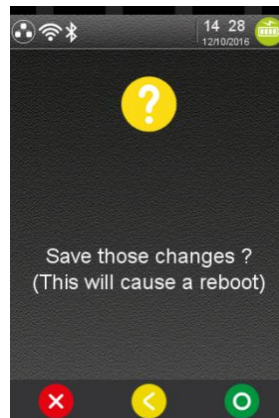 14 28
12/10/2016
?
Save those changes ?
(This will cause a reboot)